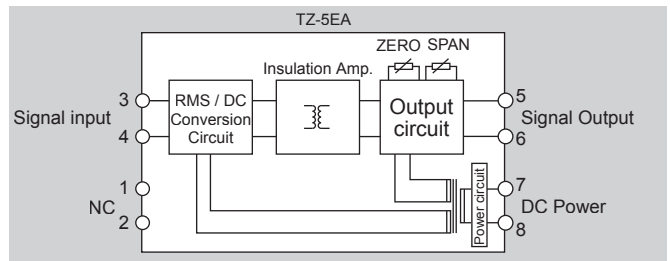 TZ-5EA
ZERO SPAN
Insulation Amp.
Signal input
3
4
RMS / DC
Conversion
Circuit
Output
circuit
5
6
Signal Output
NC
1
2
Power circuit
7
8
DC Power